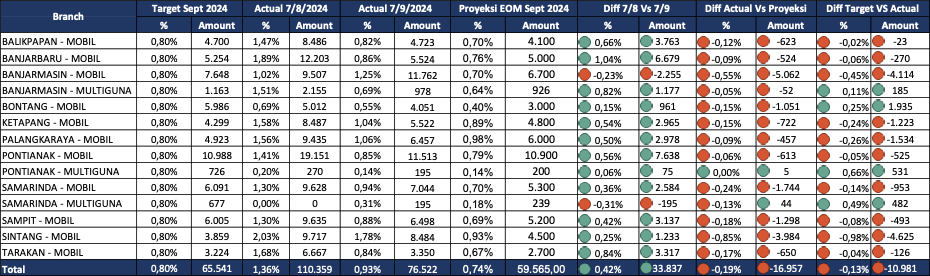 Branch Target Sept 2024 Actual 7/8/2024 Actual 7/9/2024 Proyeksi EOM Sept 2024 Diff 7/8 Vs 7/9 Diff Actual Vs Proyeksi Diff Target VS Actual
% Amount % Amount % Amount % Amount % Amount % Amount % Amount
BALIKPAPAN - MOBIL 0,80% 4.700 1,47% 8.486 0,82% 4.723 0,70% 4.100 0,66% 3.763 -0,12% -623 -0,02% -23
BANJARBARU - MOBIL 0,80% 5.254 1,89% 12.203 0,86% 5.524 0,76% 5.000 1,04% 6.679 -0,09% -524 -0,06% -270
BANJARMASIN - MOBIL 0,80% 7.648 1,02% 9.507 1,25% 11.762 0,70% 6.700 -0,23% -2.255 -0,55% -5.062 -0,45% -4.114
BANJARMASIN - MULTIGUNA 0,80% 1.163 1,51% 2.155 0,69% 978 0,64% 926 0,82% 1.177 -0,05% -52 0,11% 185
BONTANG - MOBIL 0,80% 5.986 0,69% 5.012 0,55% 4.051 0,40% 3.000 0,15% 961 -0,15% -1.051 0,25% 1.935
KETAPANG - MOBIL 0,80% 4.299 1,58% 8.487 1,04% 5.522 0,89% 4.800 0,54% 2.965 -0,15% -722 -0,24% -1.223
PALANGKARAYA - MOBIL 0,80% 4.923 1,56% 9.435 1,06% 6.457 0,98% 6.000 0,50% 2.978 -0,09% -457 -0,26% -1.534
PONTIANAK - MOBIL 0,80% 10.988 1,41% 19.151 0,85% 11.513 0,79% 10.900 0,56% 7.638 -0,06% -613 -0,05% -525
PONTIANAK - MULTIGUNA 0,80% 726 0,20% 270 0,14% 195 0,14% 200 0,06% 75 0,00% 5 0,66% 531
SAMARINDA - MOBIL 0,80% 6.091 1,30% 9.628 0,94% 7.044 0,70% 5.300 0,36% 2.584 -0,24% -1.744 -0,14% -953
SAMARINDA - MULTIGUNA 0,80% 677 0,00% 0 0,31% 195 0,18% 239 -0,31% -195 -0,13% 44 0,49% 482
SAMPIT - MOBIL 0,80% 6.005 1,30% 9.635 0,88% 6.498 0,69% 5.200 0,42% 3.137 -0,18% -1.298 -0,08% -493
SINTANG - MOBIL 0,80% 3.859 2,03% 9.717 1,78% 8.484 0,93% 4.500 0,25% 1.233 -0,85% -3.984 -0,98% -4.625
TARAKAN - MOBIL 0,80% 3.224 1,68% 6.667 0,84% 3.350 0,67% 2.700 0,84% 3.317 -0,17% -650 -0,04% -126
Total 0,80% 65.541 1,36% 110.359 0,93% 76.522 0,74% 59.565,00 0,42% 33.837 -0,19% -16.957 -0,13% -10.981